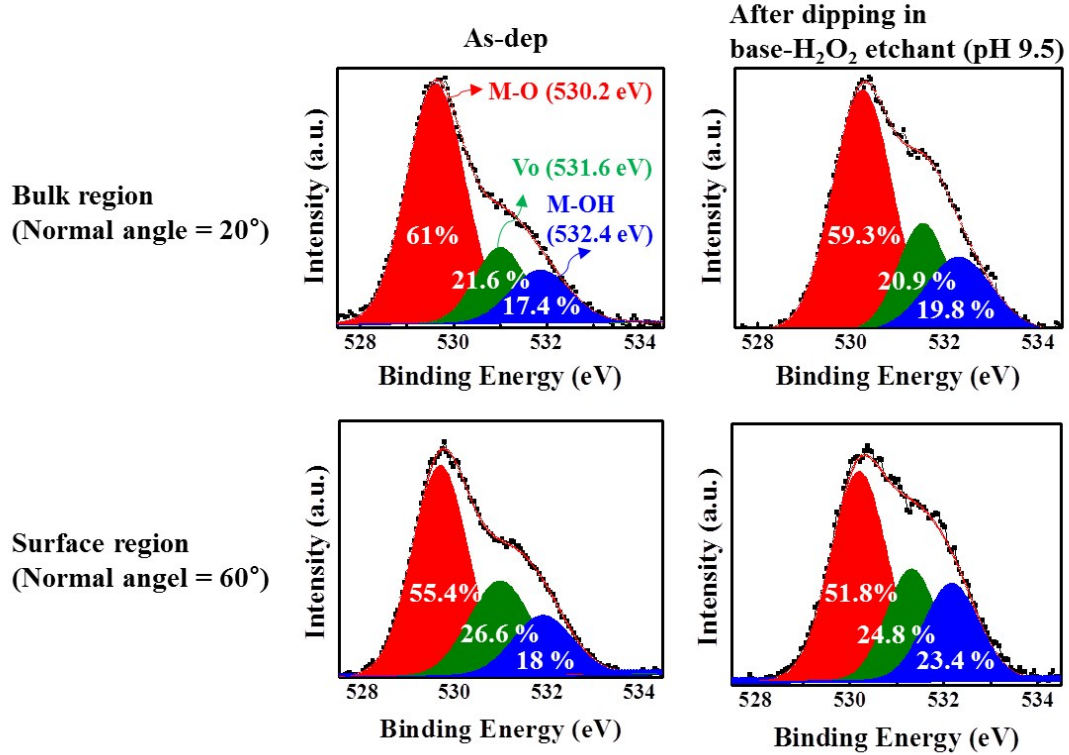 As-dep
After dipping in
base-H₂O₂ etchant (pH 9.5)
Bulk region
(Normal angle = 20°)
Intensity (a.u.)
M-O (530.2 eV)
Vo (531.6 eV)
M-OH
(532.4 eV)
61%
21.6 %
17.4 %
528 530 532 534
Binding Energy (eV)
Intensity (a.u.)
59.3%
20.9 %
19.8 %
528 530 532 534
Binding Energy (eV)
Surface region
(Normal angel = 60°)
Intensity (a.u.)
55.4%
26.6 %
18 %
528 530 532 534
Binding Energy (eV)
Intensity (a.u.)
51.8%
24.8 %
23.4 %
528 530 532 534
Binding Energy (eV)